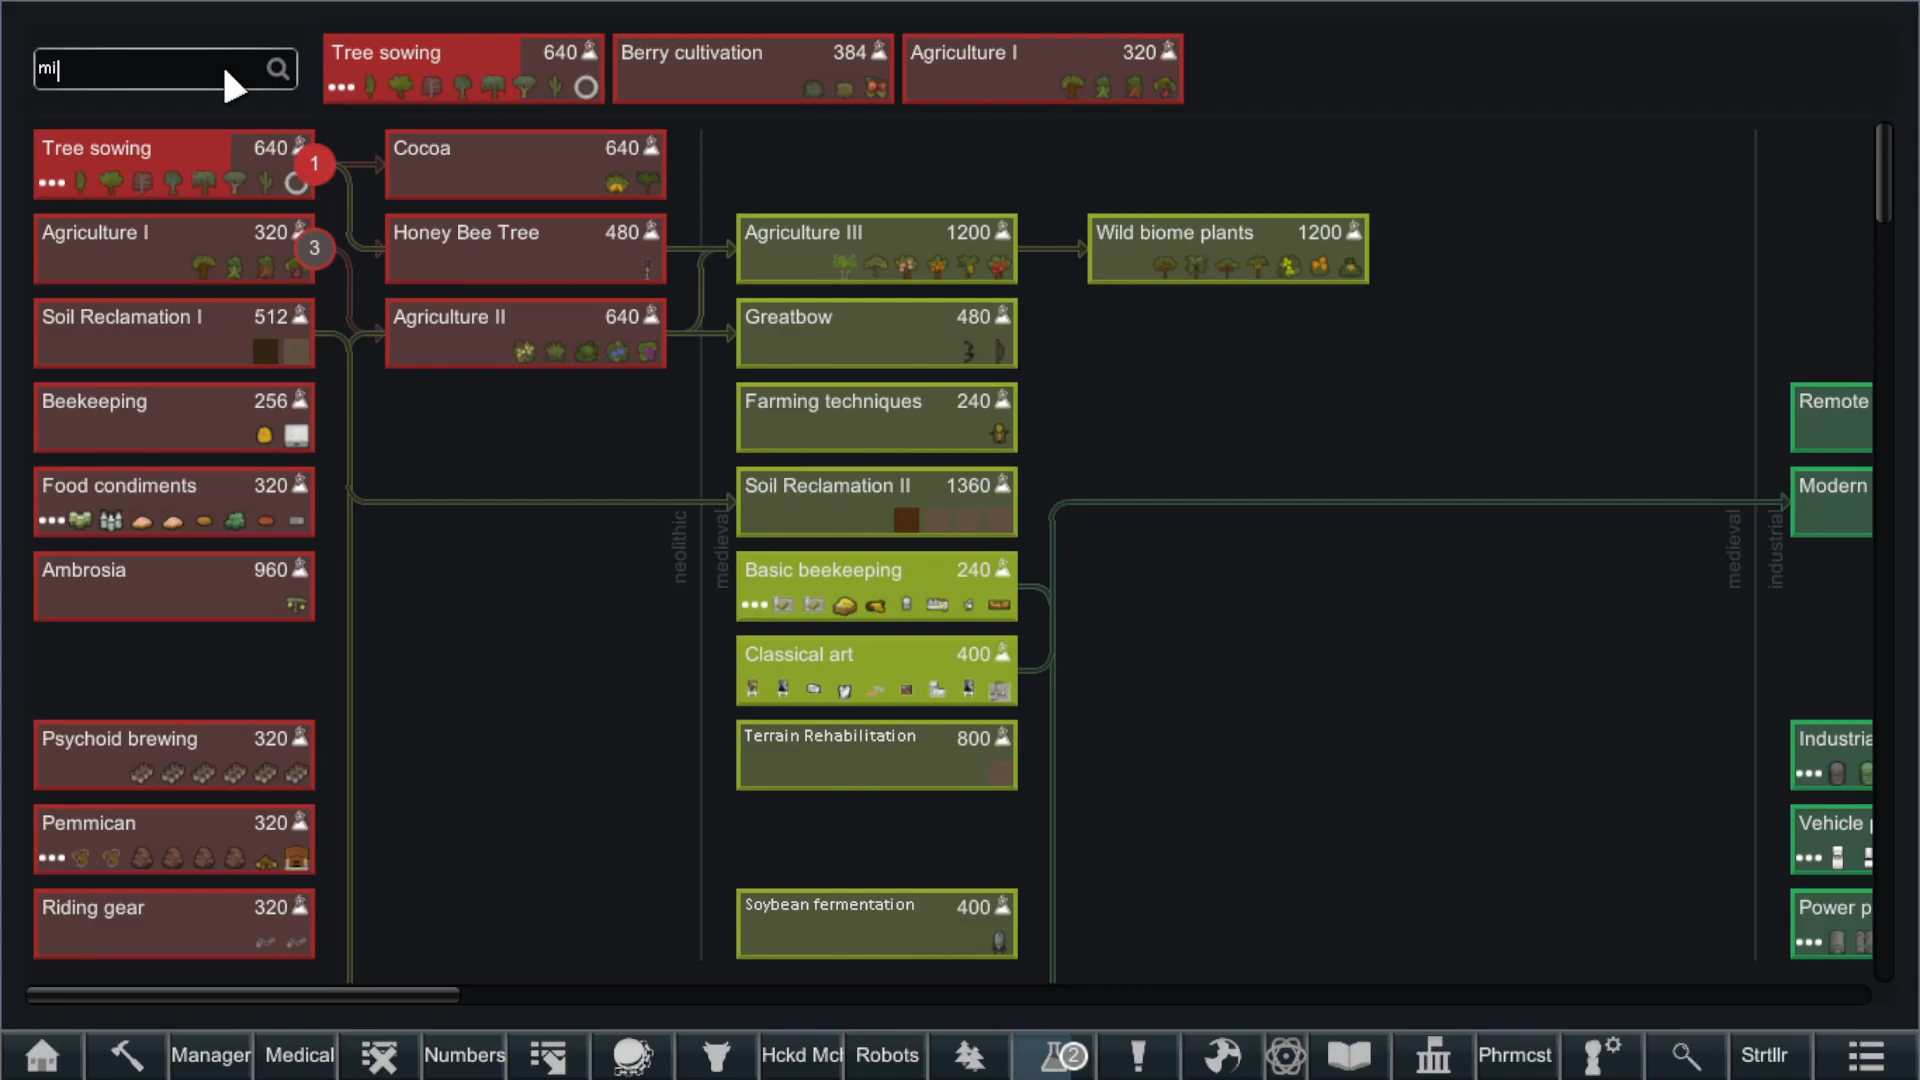 mi
Tree sowing 640
Berry cultivation 384
Agriculture I 320
Tree sowing 640
1
Cocoa 640
Agriculture I 320
3
Honey Bee Tree 480
Agriculture III 1200
Wild biome plants 1200
Soil Reclamation I 512
Agriculture II 640
Greatbow 480
Beekeeping 256
Farming techniques 240
Remote
Food condiments 320
Soil Reclamation II 1360
Modern
neolithic
medieval
medieval
industrial
Ambrosia 960
Basic beekeeping 240
Classical art 400
Psychoid brewing 320
Terrain Rehabilitation 800
Industria
Pemmican 320
Vehicle p
Riding gear 320
Soybean fermentation 400
Power p
Manager
Medical
Numbers
Hckd Mcl
Robots
2
Phrmcst
Strtllr